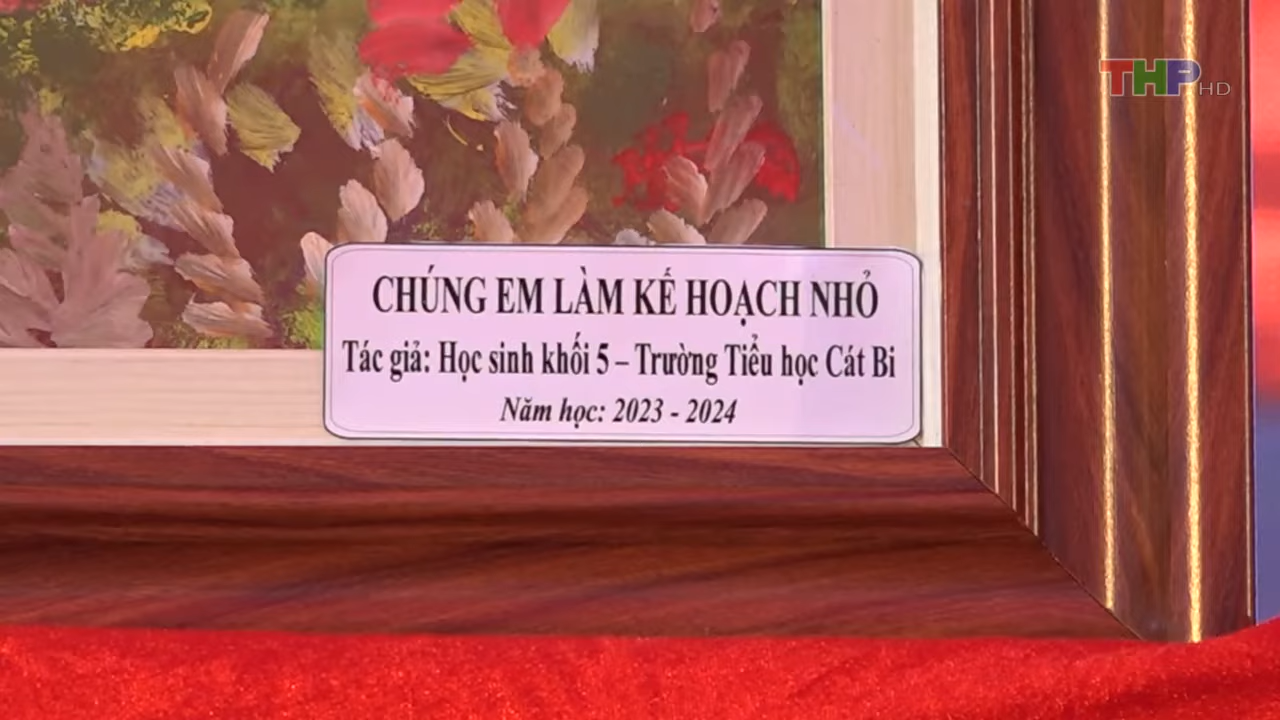 THP HD
CHÚNG EM LÀM KẾ HOẠCH NHỎ
Tác giả: Học sinh khối 5 – Trường Tiểu học Cát Bi
Năm học: 2023 - 2024